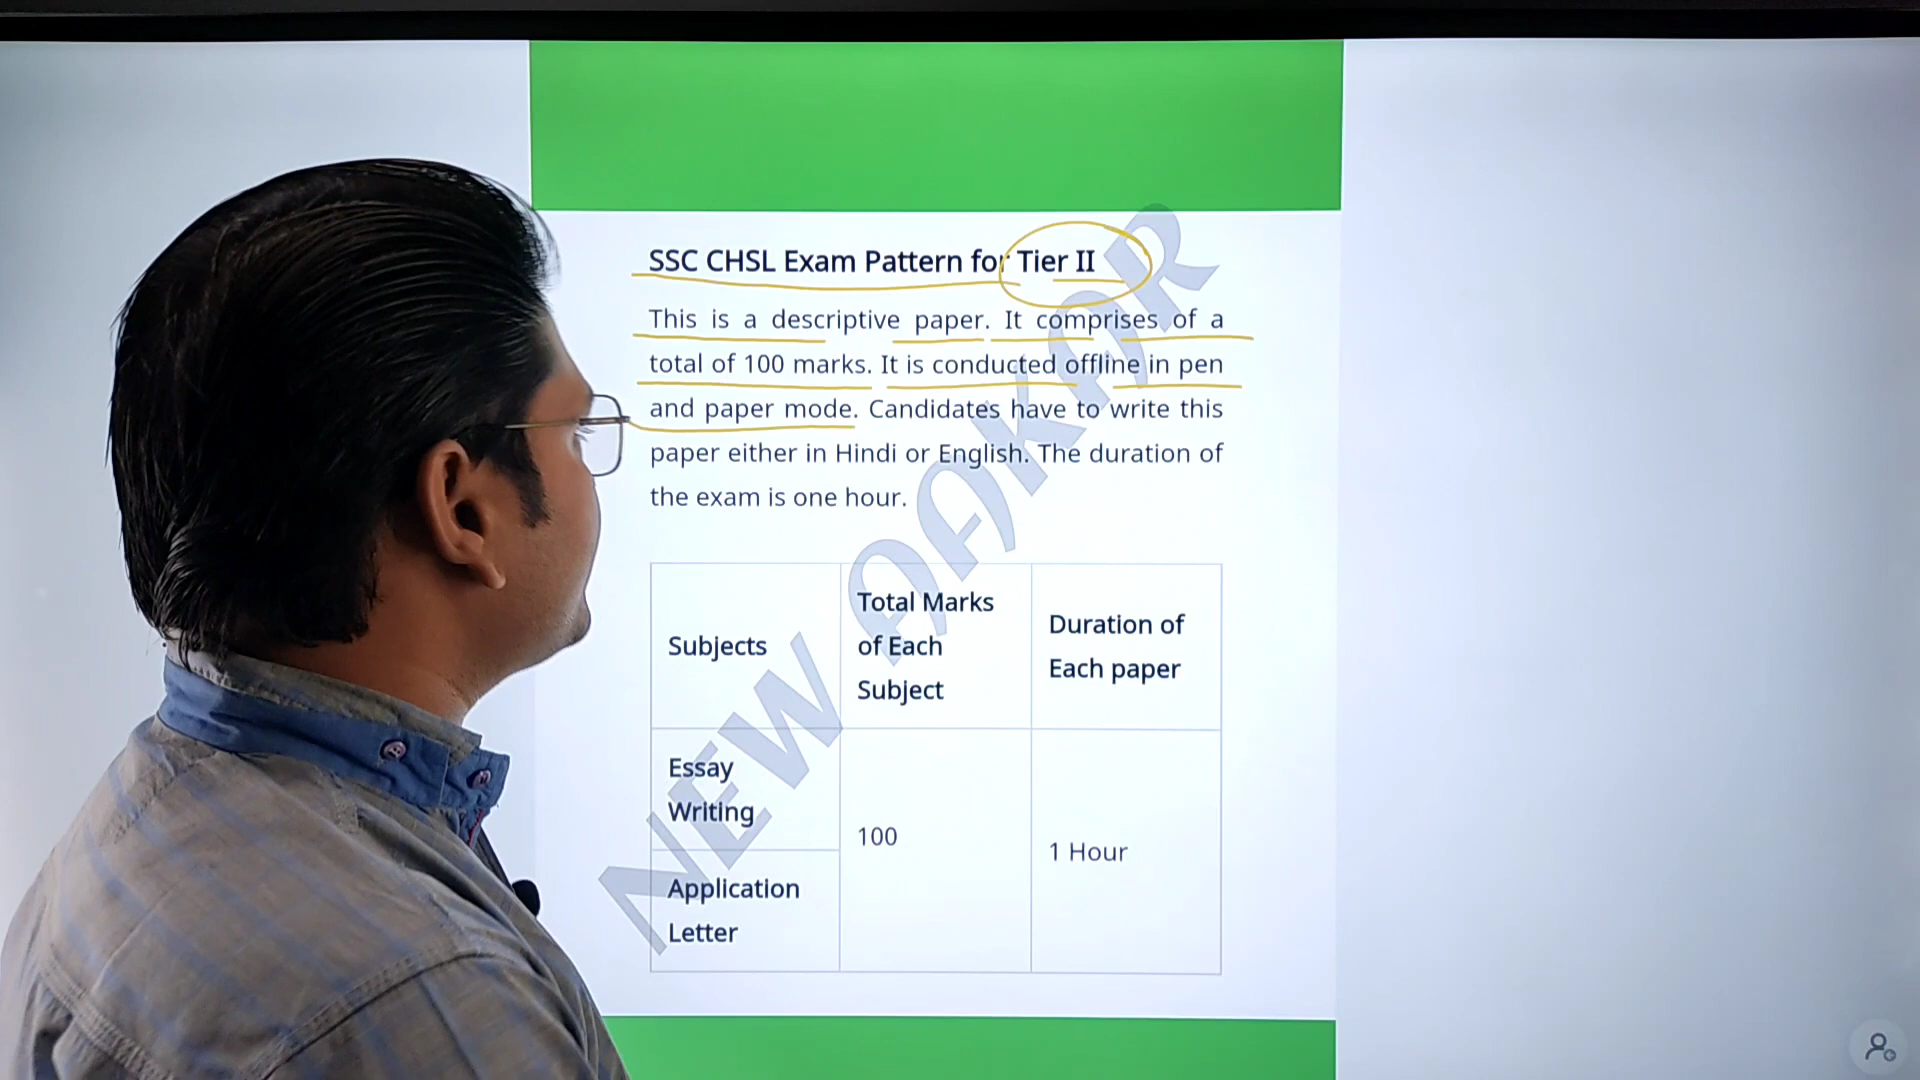 SSC CHSL Exam Pattern for Tier II
This is a descriptive paper. It comprises of a
total of 100 marks. It is conducted offline in pen
and paper mode. Candidates have to write this
paper either in Hindi or English. The duration of
the exam is one hour.
Subjects
Total Marks
of Each
Subject
Duration of
Each paper
Essay
Writing
100
1 Hour
Application
Letter
NEW AAKAR